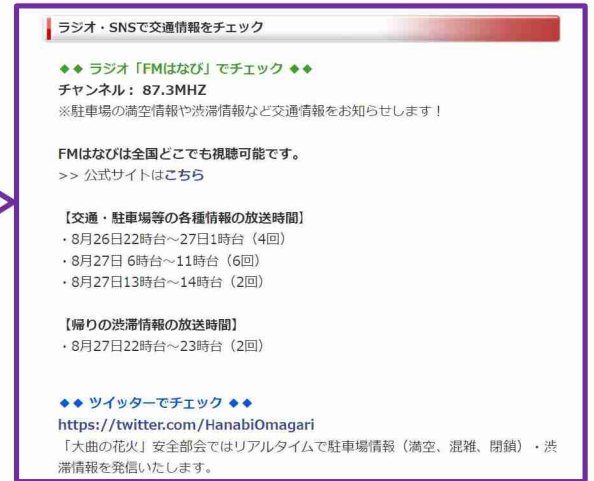 ラジオ・SNSで交通情報をチェック
◆◆ ラジオ「FMはなび」でチェック ◆◆
チャンネル： 87.3MHZ
※駐車場の満空情報や渋滞情報など交通情報をお知らせします！
FMはなびは全国どこでも視聴可能です。
>> 公式サイトはこちら
【交通・駐車場等の各種情報の放送時間】
・8月26日22時台～27日1時台（4回）
・8月27日 6時台～11時台（6回）
・8月27日13時台～14時台（2回）
【帰りの渋滞情報の放送時間】
・8月27日22時台～23時台（2回）
◆◆ ツイッターでチェック ◆◆
https://twitter.com/HanabiOmagari
「大曲の花火」安全部会ではリアルタイムで駐車場情報（満空、混雑、閉鎖）・渋
滞情報を発信いたします。